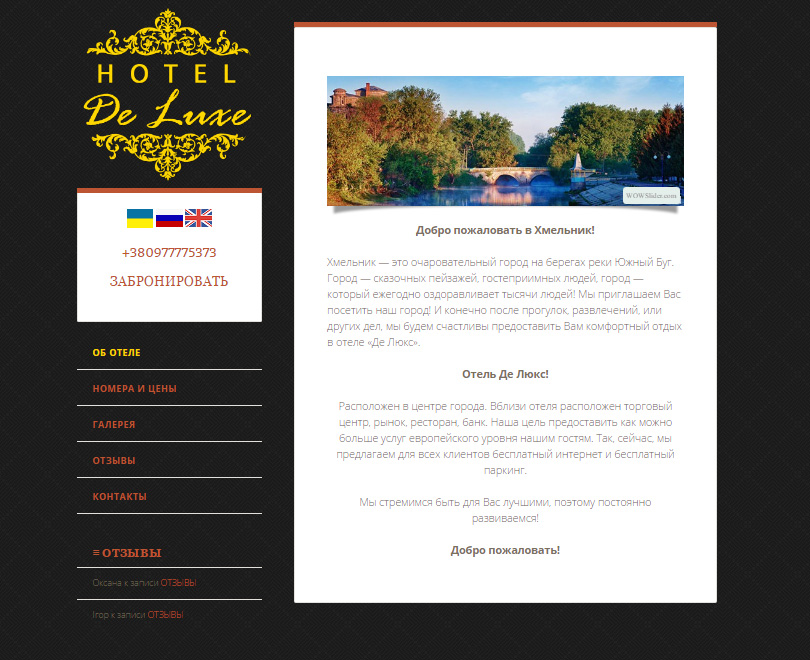 HOTEL
De Luxe
+380977775373
ЗАБРОНИРОВАТЬ
ОБ ОТЕЛЕ
НОМЕРА И ЦЕНЫ
ГАЛЕРЕЯ
ОТЗЫВЫ
КОНТАКТЫ
≡ ОТЗЫВЫ
Оксана к записи ОТЗЫВЫ
Ігор к записи ОТЗЫВЫ
WOWSlider.com
Добро пожаловать в Хмельник!
Хмельник — это очаровательный город на берегах реки Южный Буг.
Город — сказочных пейзажей, гостеприимных людей, город —
который ежегодно оздоравливает тысячи людей! Мы приглашаем Вас
посетить наш город! И конечно после прогулок, развлечений, или
других дел, мы будем счастливы предоставить Вам комфортный отдых
в отеле «Де Люкс».
Отель Де Люкс!
Расположен в центре города. Вблизи отеля расположен торговый
центр, рынок, ресторан, банк. Наша цель предоставить как можно
больше услуг европейского уровня нашим гостям. Так, сейчас, мы
предлагаем для всех клиентов бесплатный интернет и бесплатный
паркинг.
Мы стремимся быть для Вас лучшими, поэтому постоянно
развиваемся!
Добро пожаловать!